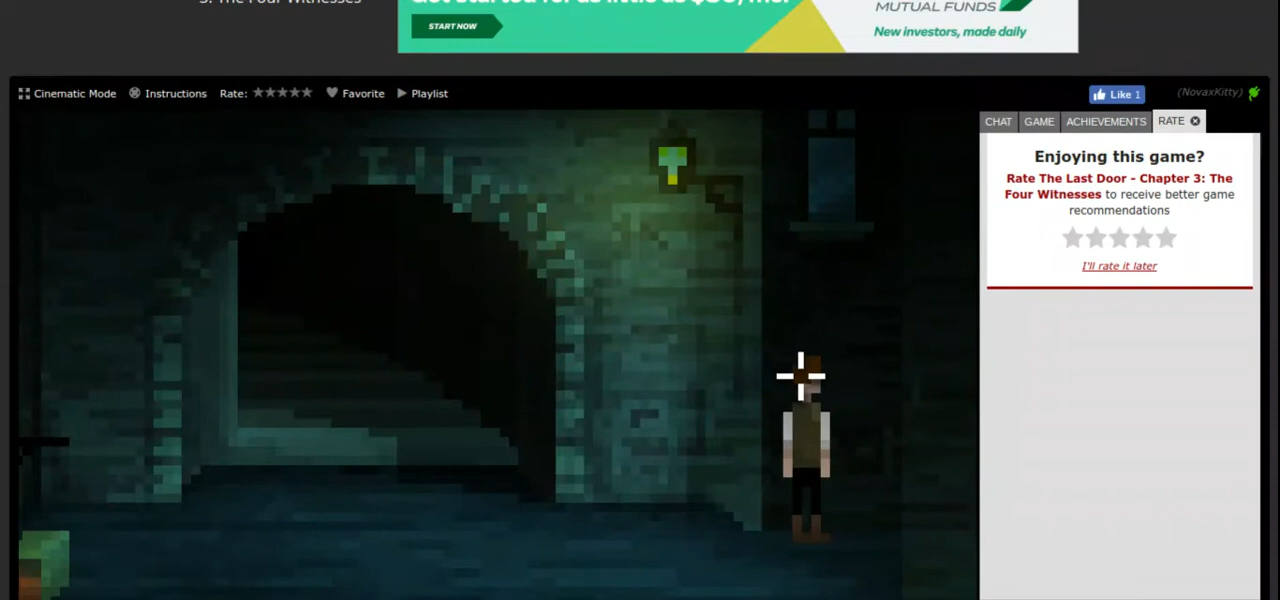 3. The Four Witnesses
START NOW
MUTUAL FUNDS
New investors, made daily
Cinematic Mode Instructions Rate: Favorite Playlist
Like 1
(NovaxKitty)
CHAT GAME ACHIEVEMENTS RATE
Enjoying this game?
Rate The Last Door - Chapter 3: The
Four Witnesses to receive better game
recommendations
I'll rate it later